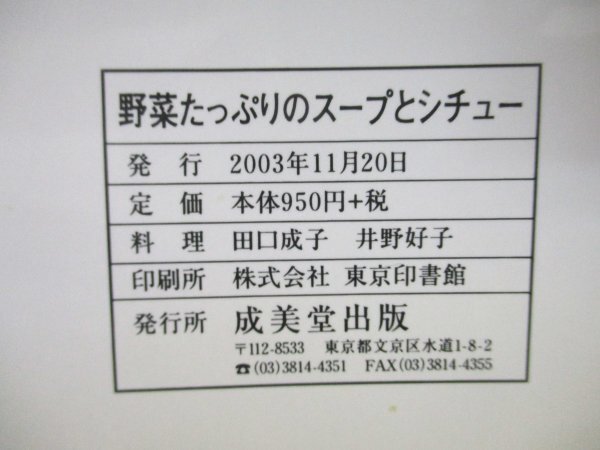 野菜たっぷりのスープとシチュー
発 行 2003年11月20日
定 価 本体950円+税
料 理 田口成子 井野好子
印刷所 株式会社 東京印書館
発行所 成美堂出版
〒112-8533 東京都文京区水道1-8-2
☎(03)3814-4351 FAX(03)3814-4355